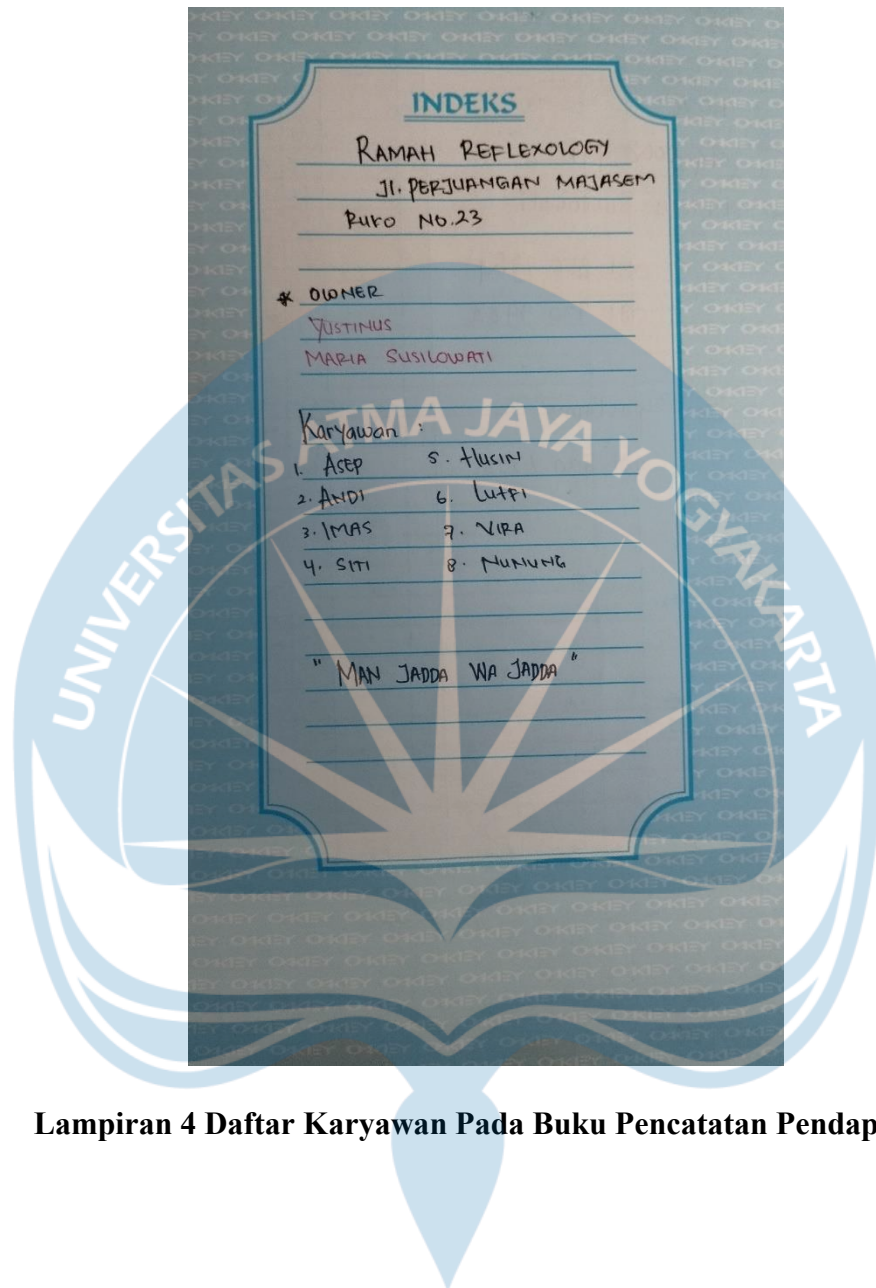 INDEKS
RAMAH REFLEXOLOGY
Jl. PERJUANGAN MAJASEM
Ruko No.23
* OWNER
YUSTINUS
MARIA SUSILOWATI
Karyawan :
1. ASEP 5. HUSIN
2. ANDI 6. LUTFI
3. IMAS 7. VIRA
4. SITI 8. NUNUNG
" MAN JADDA WA JADDA "
UNIVERSITAS ATMA JAYA YOGYAKARTA
Lampiran 4 Daftar Karyawan Pada Buku Pencatatan Pendap